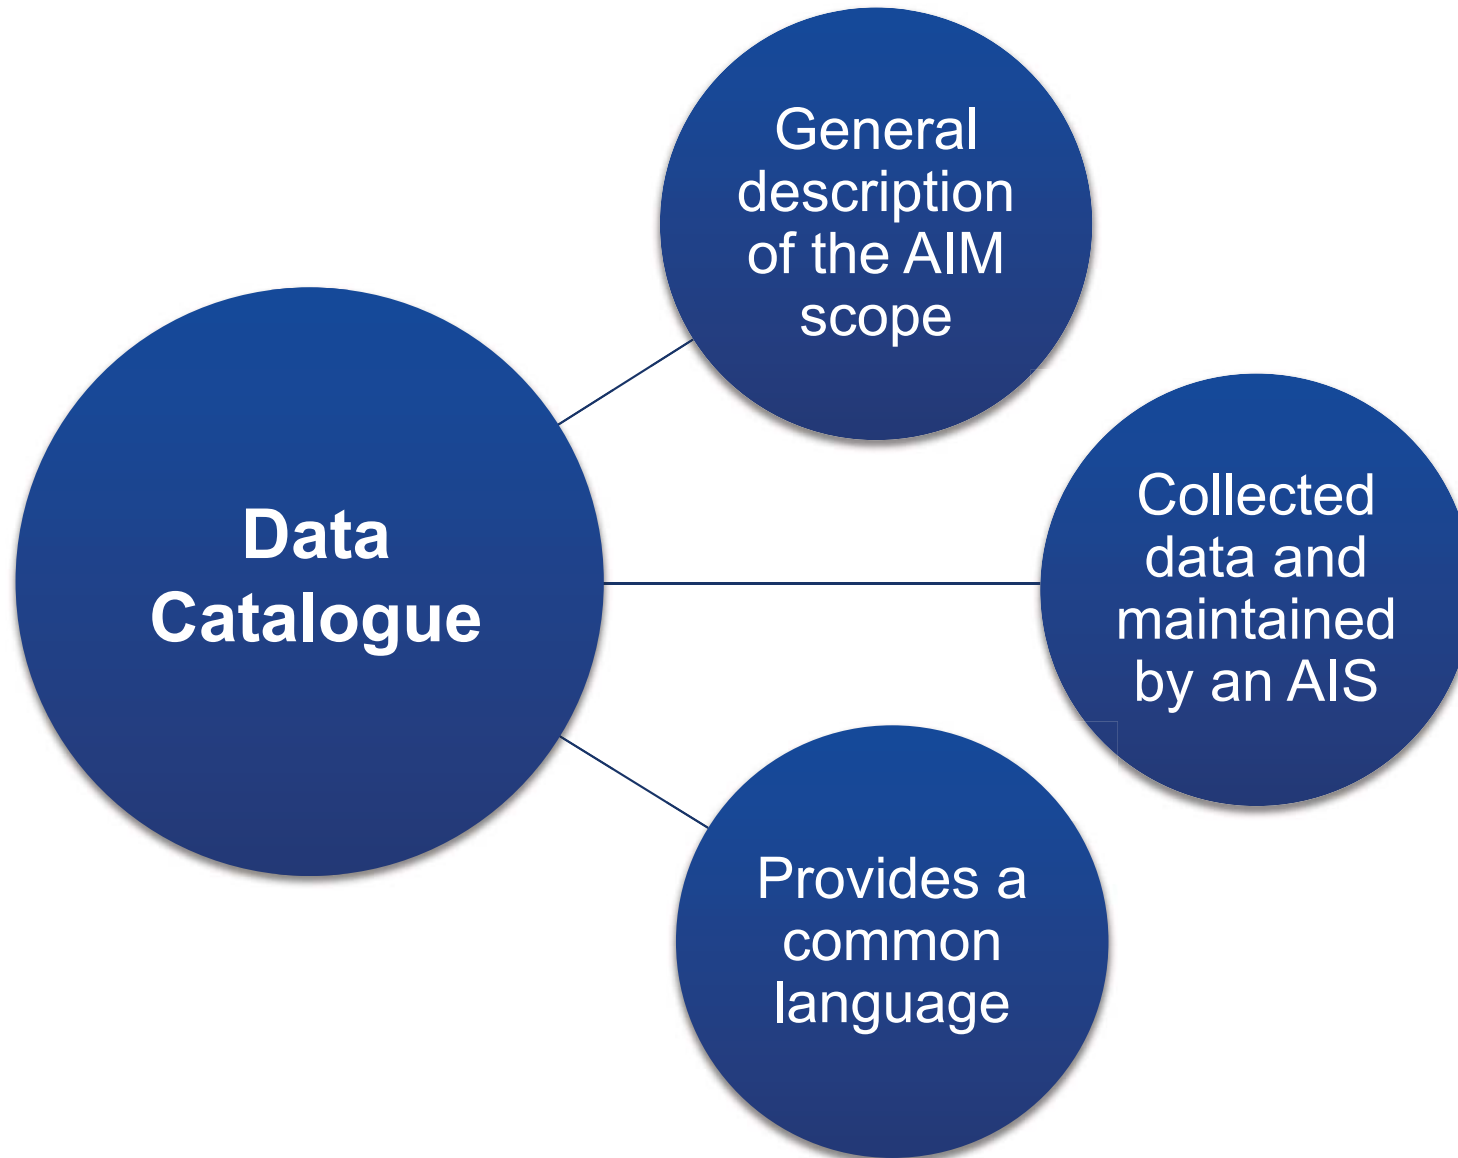 General
description
of the AIM
scope
Data
Catalogue
Collected
data and
maintained
by an AIS
Provides a
common
language